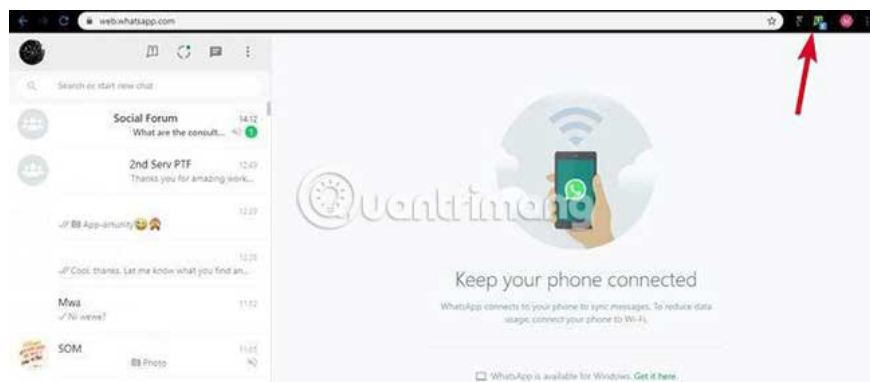 web.whatsapp.com
Search or start new chat
Social Forum 14:12
What are the consult... 1
2nd Serv PTF 12:49
Thanks you for amazing work...
12:39
App-ortunity
12:28
Cool, thanks. Let me know what you find an...
Mwa 11:02
Ni wewe?
SOM
Photo
Quantrimang
Keep your phone connected
WhatsApp connects to your phone to sync messages. To reduce data
usage, connect your phone to Wi-Fi.
WhatsApp is available for Windows. Get it here.